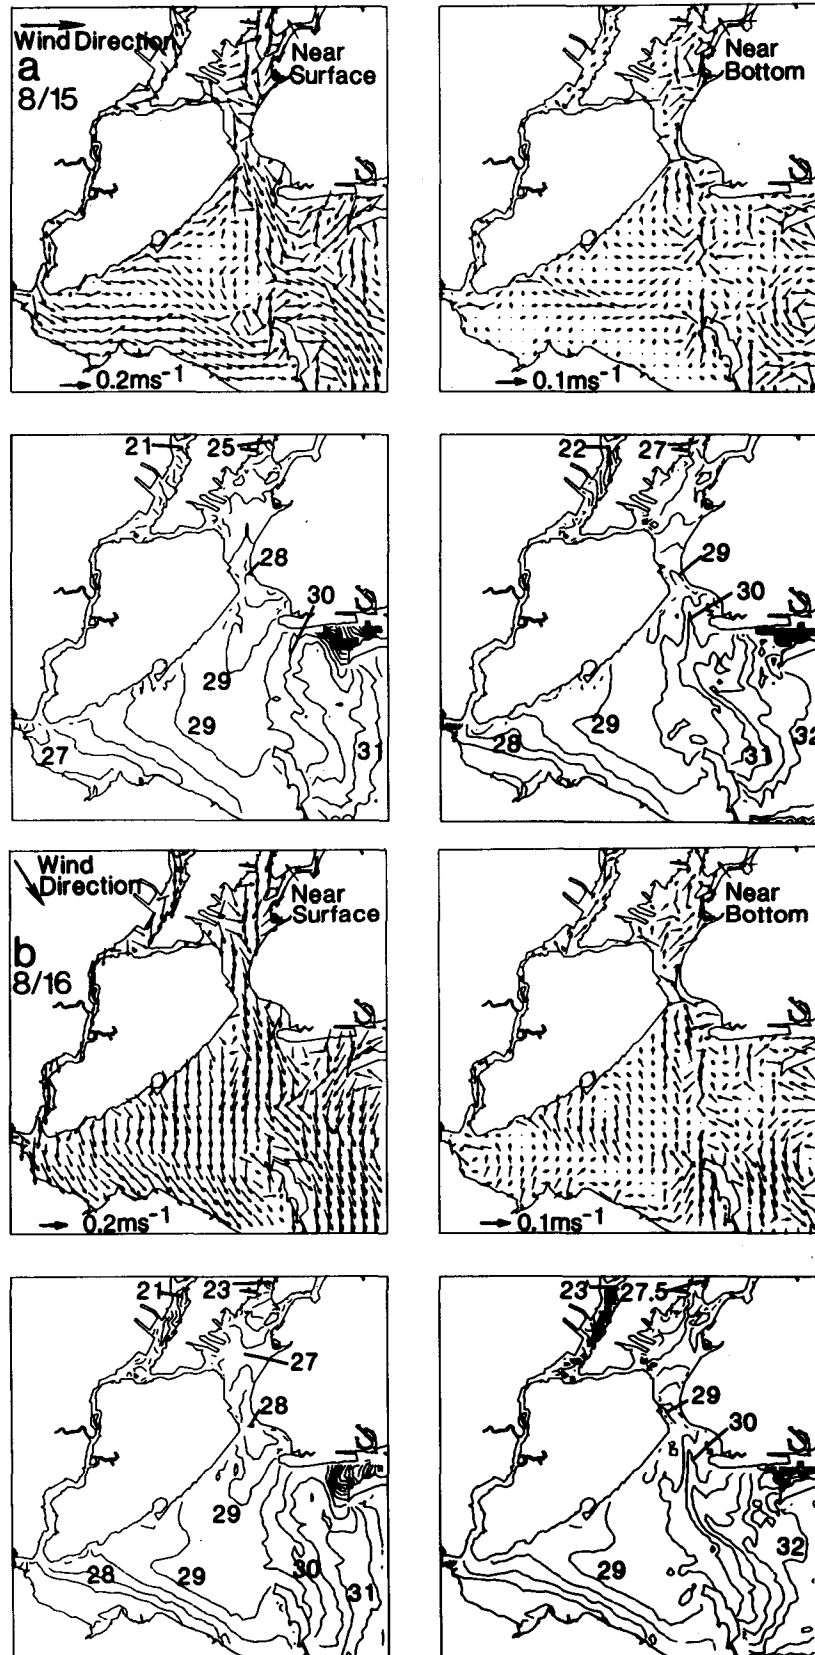 Wind Direction
Near
Surface
a
8/15
0.2ms-1
Near
Bottom
0.1ms-1
21
25
28
30
29
29
27
31
22
27
29
30
29
28
31
32
Wind
Direction
Near
Surface
b
8/16
0.2ms-1
Near
Bottom
0.1ms-1
21
23
27
28
29
28
29
30
31
23
27.5
29
30
32
29